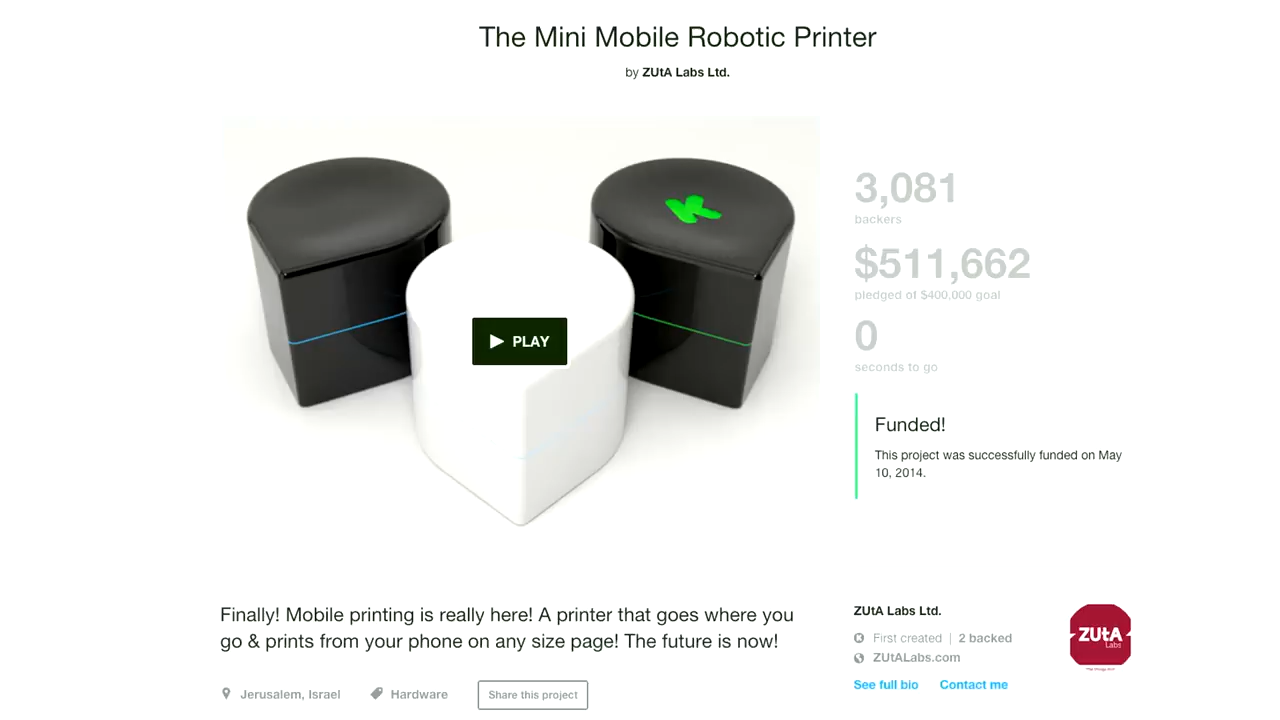 The Mini Mobile Robotic Printer
by ZUtA Labs Ltd.
PLAY
3,081
backers
$511,662
pledged of $400,000 goal
0
seconds to go
Funded!
This project was successfully funded on May
10, 2014.
Finally! Mobile printing is really here! A printer that goes where you
go & prints from your phone on any size page! The future is now!
Jerusalem, Israel
Hardware
Share this project
ZUtA Labs Ltd.
First created | 2 backed
ZUtALabs.com
See full bio
Contact me
ZUtA
Labs